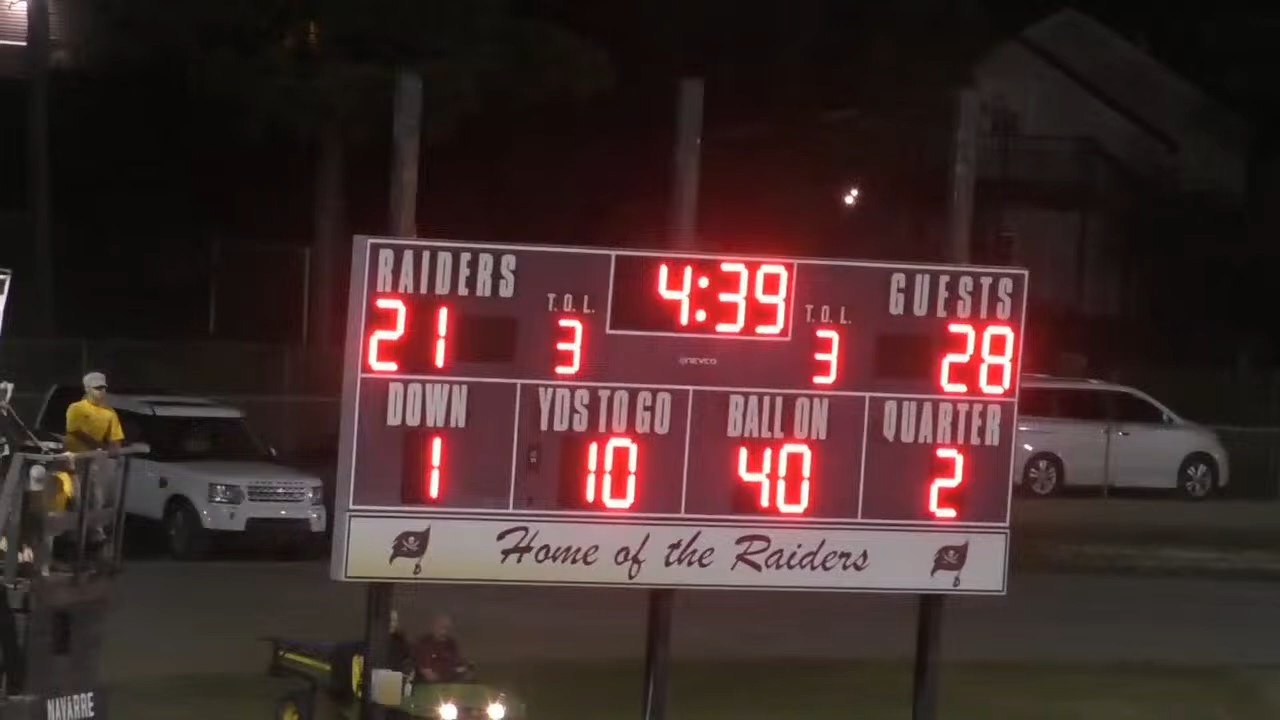 RAIDERS
4:39
GUESTS
T. O. L.
T. O. L.
21
3
3
28
NEVCO
DOWN
YDS TO GO
BALL ON
QUARTER
1
10
40
2
Home of the Raiders
NAVARRE